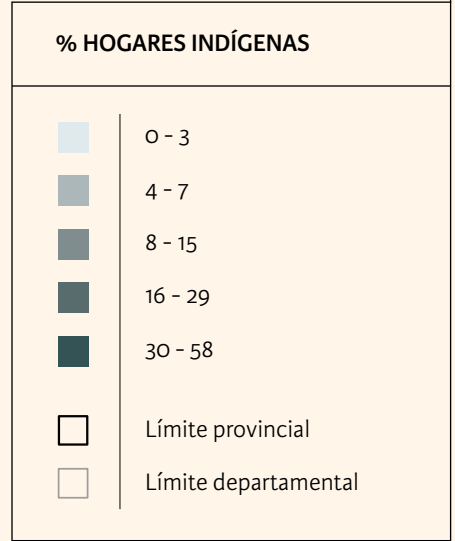 % HOGARES INDÍGENAS
0 - 3
4 - 7
8 - 15
16 - 29
30 - 58
Límite provincial
Límite departamental